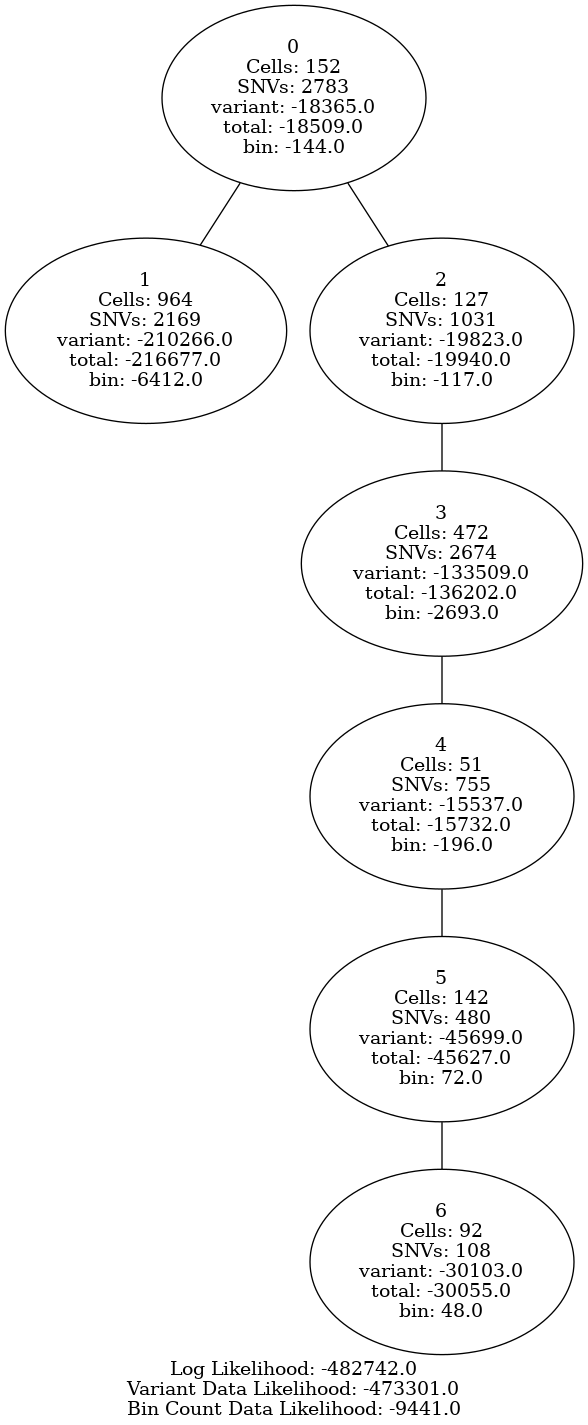 0
Cells: 152
SNVs: 2783
variant: -18365.0
total: -18509.0
bin: -144.0
1
Cells: 964
SNVs: 2169
variant: -210266.0
total: -216677.0
bin: -6412.0
2
Cells: 127
SNVs: 1031
variant: -19823.0
total: -19940.0
bin: -117.0
3
Cells: 472
SNVs: 2674
variant: -133509.0
total: -136202.0
bin: -2693.0
4
Cells: 51
SNVs: 755
variant: -15537.0
total: -15732.0
bin: -196.0
5
Cells: 142
SNVs: 480
variant: -45699.0
total: -45627.0
bin: 72.0
6
Cells: 92
SNVs: 108
variant: -30103.0
total: -30055.0
bin: 48.0
Log Likelihood: -482742.0
Variant Data Likelihood: -473301.0
Bin Count Data Likelihood: -9441.0